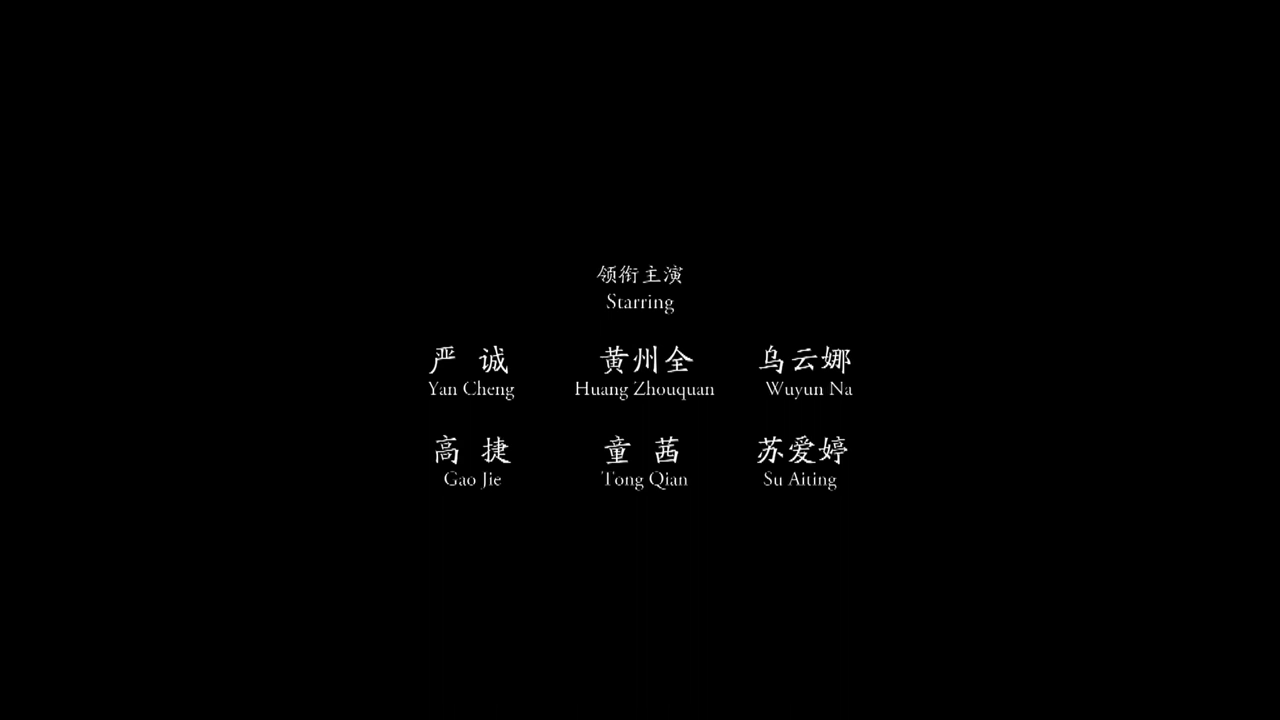 领衔主演
Starring
严 诚 黄州全 乌云娜
Yan Cheng Huang Zhouquan Wuyun Na
高 捷 童 茜 苏爱婷
Gao Jie Tong Qian Su Aiting